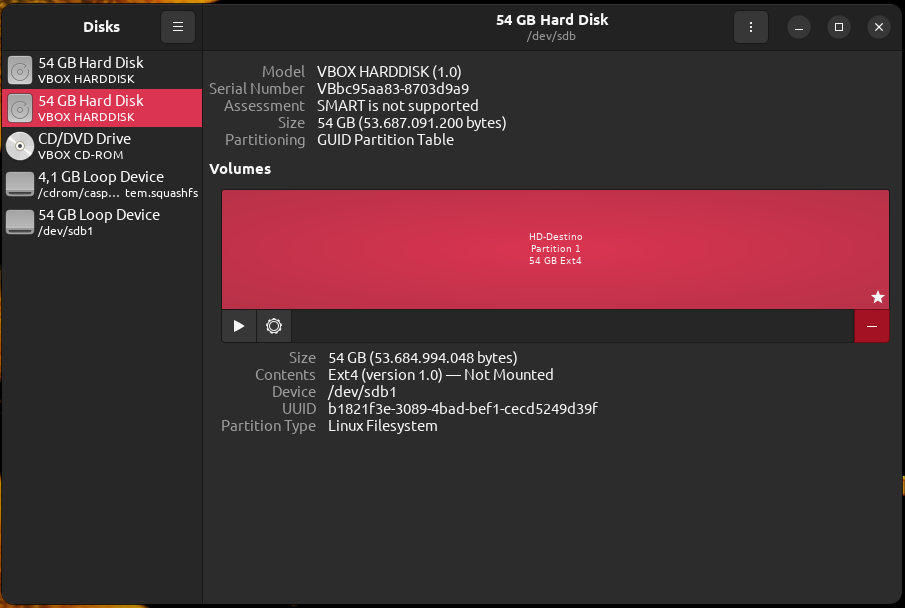 Disks
54 GB Hard Disk
/dev/sdb
54 GB Hard Disk
VBOX HARDDISK
54 GB Hard Disk
VBOX HARDDISK
CD/DVD Drive
VBOX CD-ROM
4,1 GB Loop Device
/cdrom/casp… tem.squashfs
54 GB Loop Device
/dev/sdb1
Model VBOX HARDDISK (1.0)
Serial Number VBbc95aa83-8703d9a9
Assessment SMART is not supported
Size 54 GB (53.687.091.200 bytes)
Partitioning GUID Partition Table
Volumes
HD-Destino
Partition 1
54 GB Ext4
Size 54 GB (53.684.994.048 bytes)
Contents Ext4 (version 1.0) — Not Mounted
Device /dev/sdb1
UUID b1821f3e-3089-4bad-bef1-cecd5249d39f
Partition Type Linux Filesystem